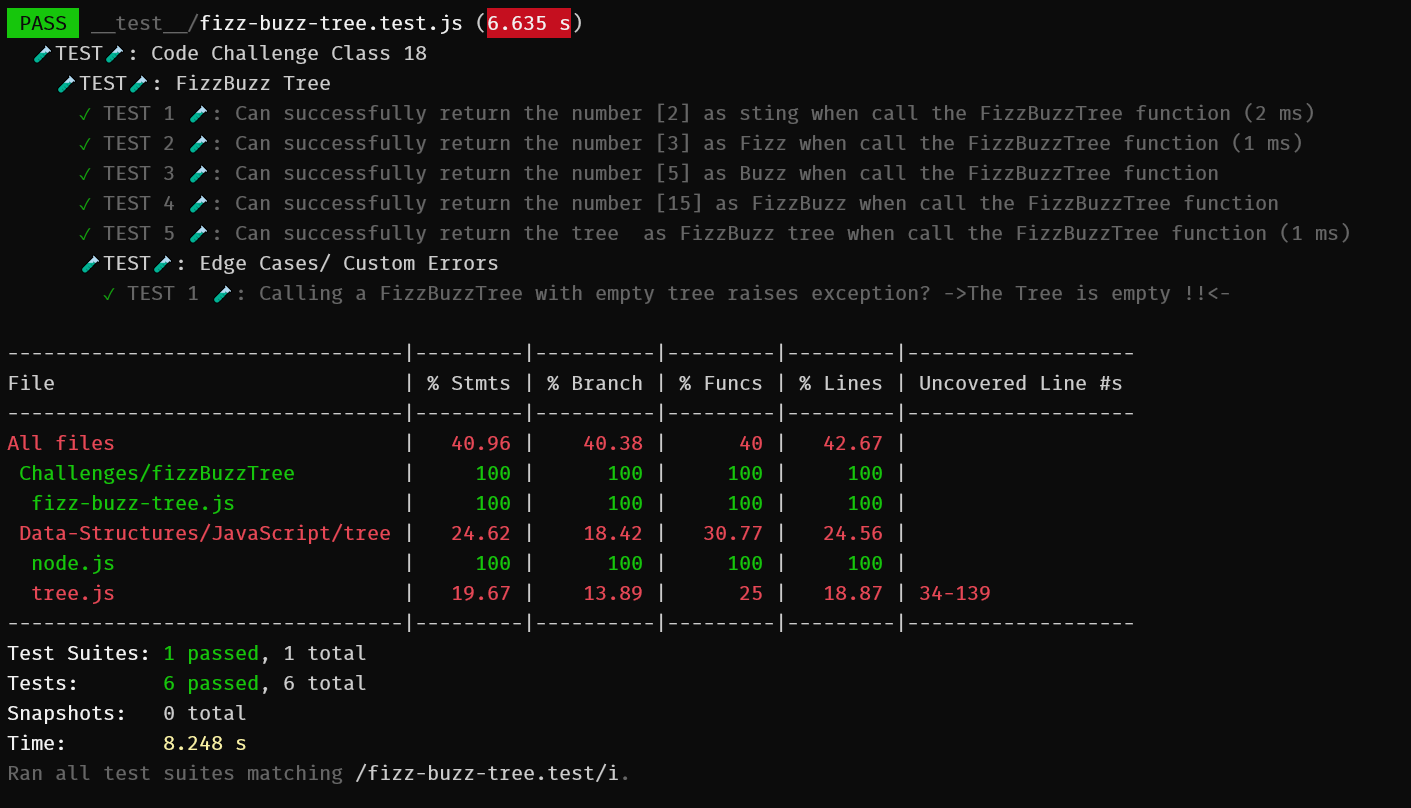 PASS __test__/fizz-buzz-tree.test.js (6.635 s)
🧪TEST🧪: Code Challenge Class 18
🧪TEST🧪: FizzBuzz Tree
✓ TEST 1 🧪: Can successfully return the number [2] as sting when call the FizzBuzzTree function (2 ms)
✓ TEST 2 🧪: Can successfully return the number [3] as Fizz when call the FizzBuzzTree function (1 ms)
✓ TEST 3 🧪: Can successfully return the number [5] as Buzz when call the FizzBuzzTree function
✓ TEST 4 🧪: Can successfully return the number [15] as FizzBuzz when call the FizzBuzzTree function
✓ TEST 5 🧪: Can successfully return the tree  as FizzBuzz tree when call the FizzBuzzTree function (1 ms)
🧪TEST🧪: Edge Cases/ Custom Errors
✓ TEST 1 🧪: Calling a FizzBuzzTree with empty tree raises exception? ->The Tree is empty !!<-
---------------------------------|---------|----------|---------|---------|-------------------
File                             | % Stmts | % Branch | % Funcs | % Lines | Uncovered Line #s
---------------------------------|---------|----------|---------|---------|-------------------
All files                        |   40.96 |    40.38 |      40 |   42.67 |
 Challenges/fizzBuzzTree         |     100 |      100 |     100 |     100 |
  fizz-buzz-tree.js              |     100 |      100 |     100 |     100 |
 Data-Structures/JavaScript/tree |   24.62 |    18.42 |   30.77 |   24.56 |
  node.js                        |     100 |      100 |     100 |     100 |
  tree.js                        |   19.67 |    13.89 |      25 |   18.87 | 34-139
---------------------------------|---------|----------|---------|---------|-------------------
Test Suites: 1 passed, 1 total
Tests:       6 passed, 6 total
Snapshots:   0 total
Time:        8.248 s
Ran all test suites matching /fizz-buzz-tree.test/i.